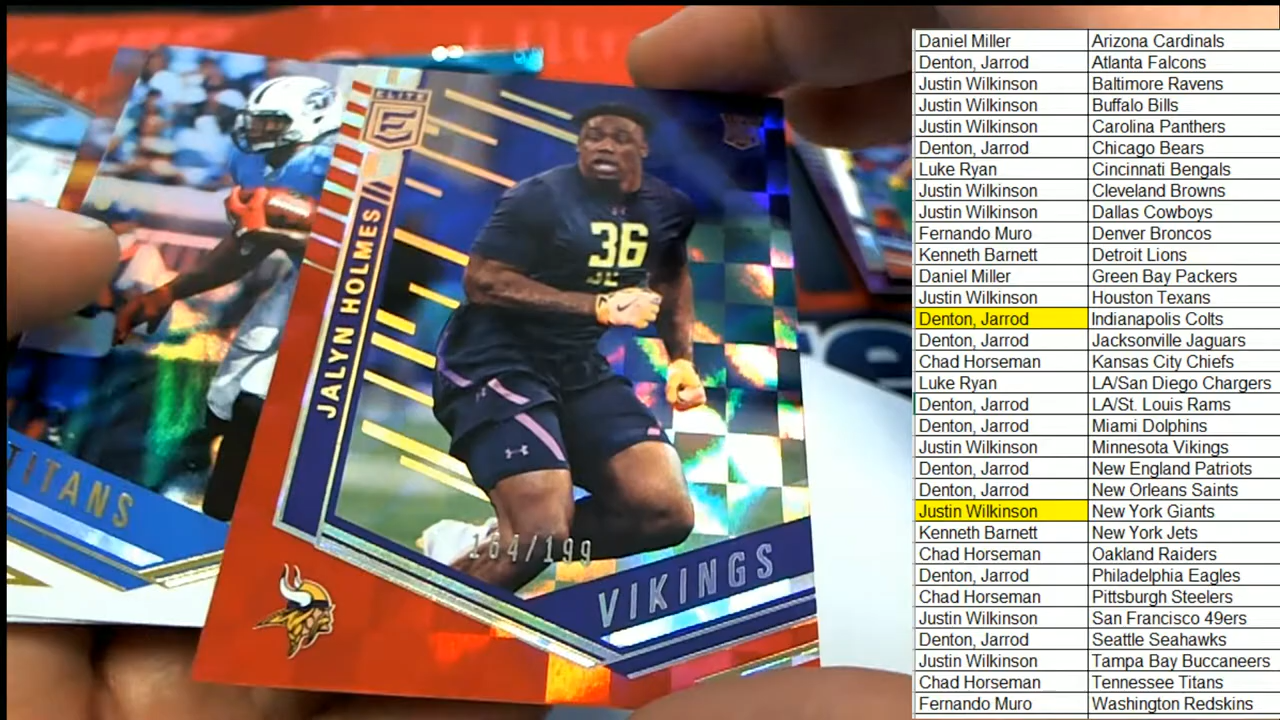 ELITE
E
JALYN HOLMES
36
164/199
VIKINGS
TITANS
Daniel Miller Arizona Cardinals
Denton, Jarrod Atlanta Falcons
Justin Wilkinson Baltimore Ravens
Justin Wilkinson Buffalo Bills
Justin Wilkinson Carolina Panthers
Denton, Jarrod Chicago Bears
Luke Ryan Cincinnati Bengals
Justin Wilkinson Cleveland Browns
Justin Wilkinson Dallas Cowboys
Fernando Muro Denver Broncos
Kenneth Barnett Detroit Lions
Daniel Miller Green Bay Packers
Justin Wilkinson Houston Texans
Denton, Jarrod Indianapolis Colts
Denton, Jarrod Jacksonville Jaguars
Chad Horseman Kansas City Chiefs
Luke Ryan LA/San Diego Chargers
Denton, Jarrod LA/St. Louis Rams
Denton, Jarrod Miami Dolphins
Justin Wilkinson Minnesota Vikings
Denton, Jarrod New England Patriots
Denton, Jarrod New Orleans Saints
Justin Wilkinson New York Giants
Kenneth Barnett New York Jets
Chad Horseman Oakland Raiders
Denton, Jarrod Philadelphia Eagles
Chad Horseman Pittsburgh Steelers
Justin Wilkinson San Francisco 49ers
Denton, Jarrod Seattle Seahawks
Justin Wilkinson Tampa Bay Buccaneers
Chad Horseman Tennessee Titans
Fernando Muro Washington Redskins